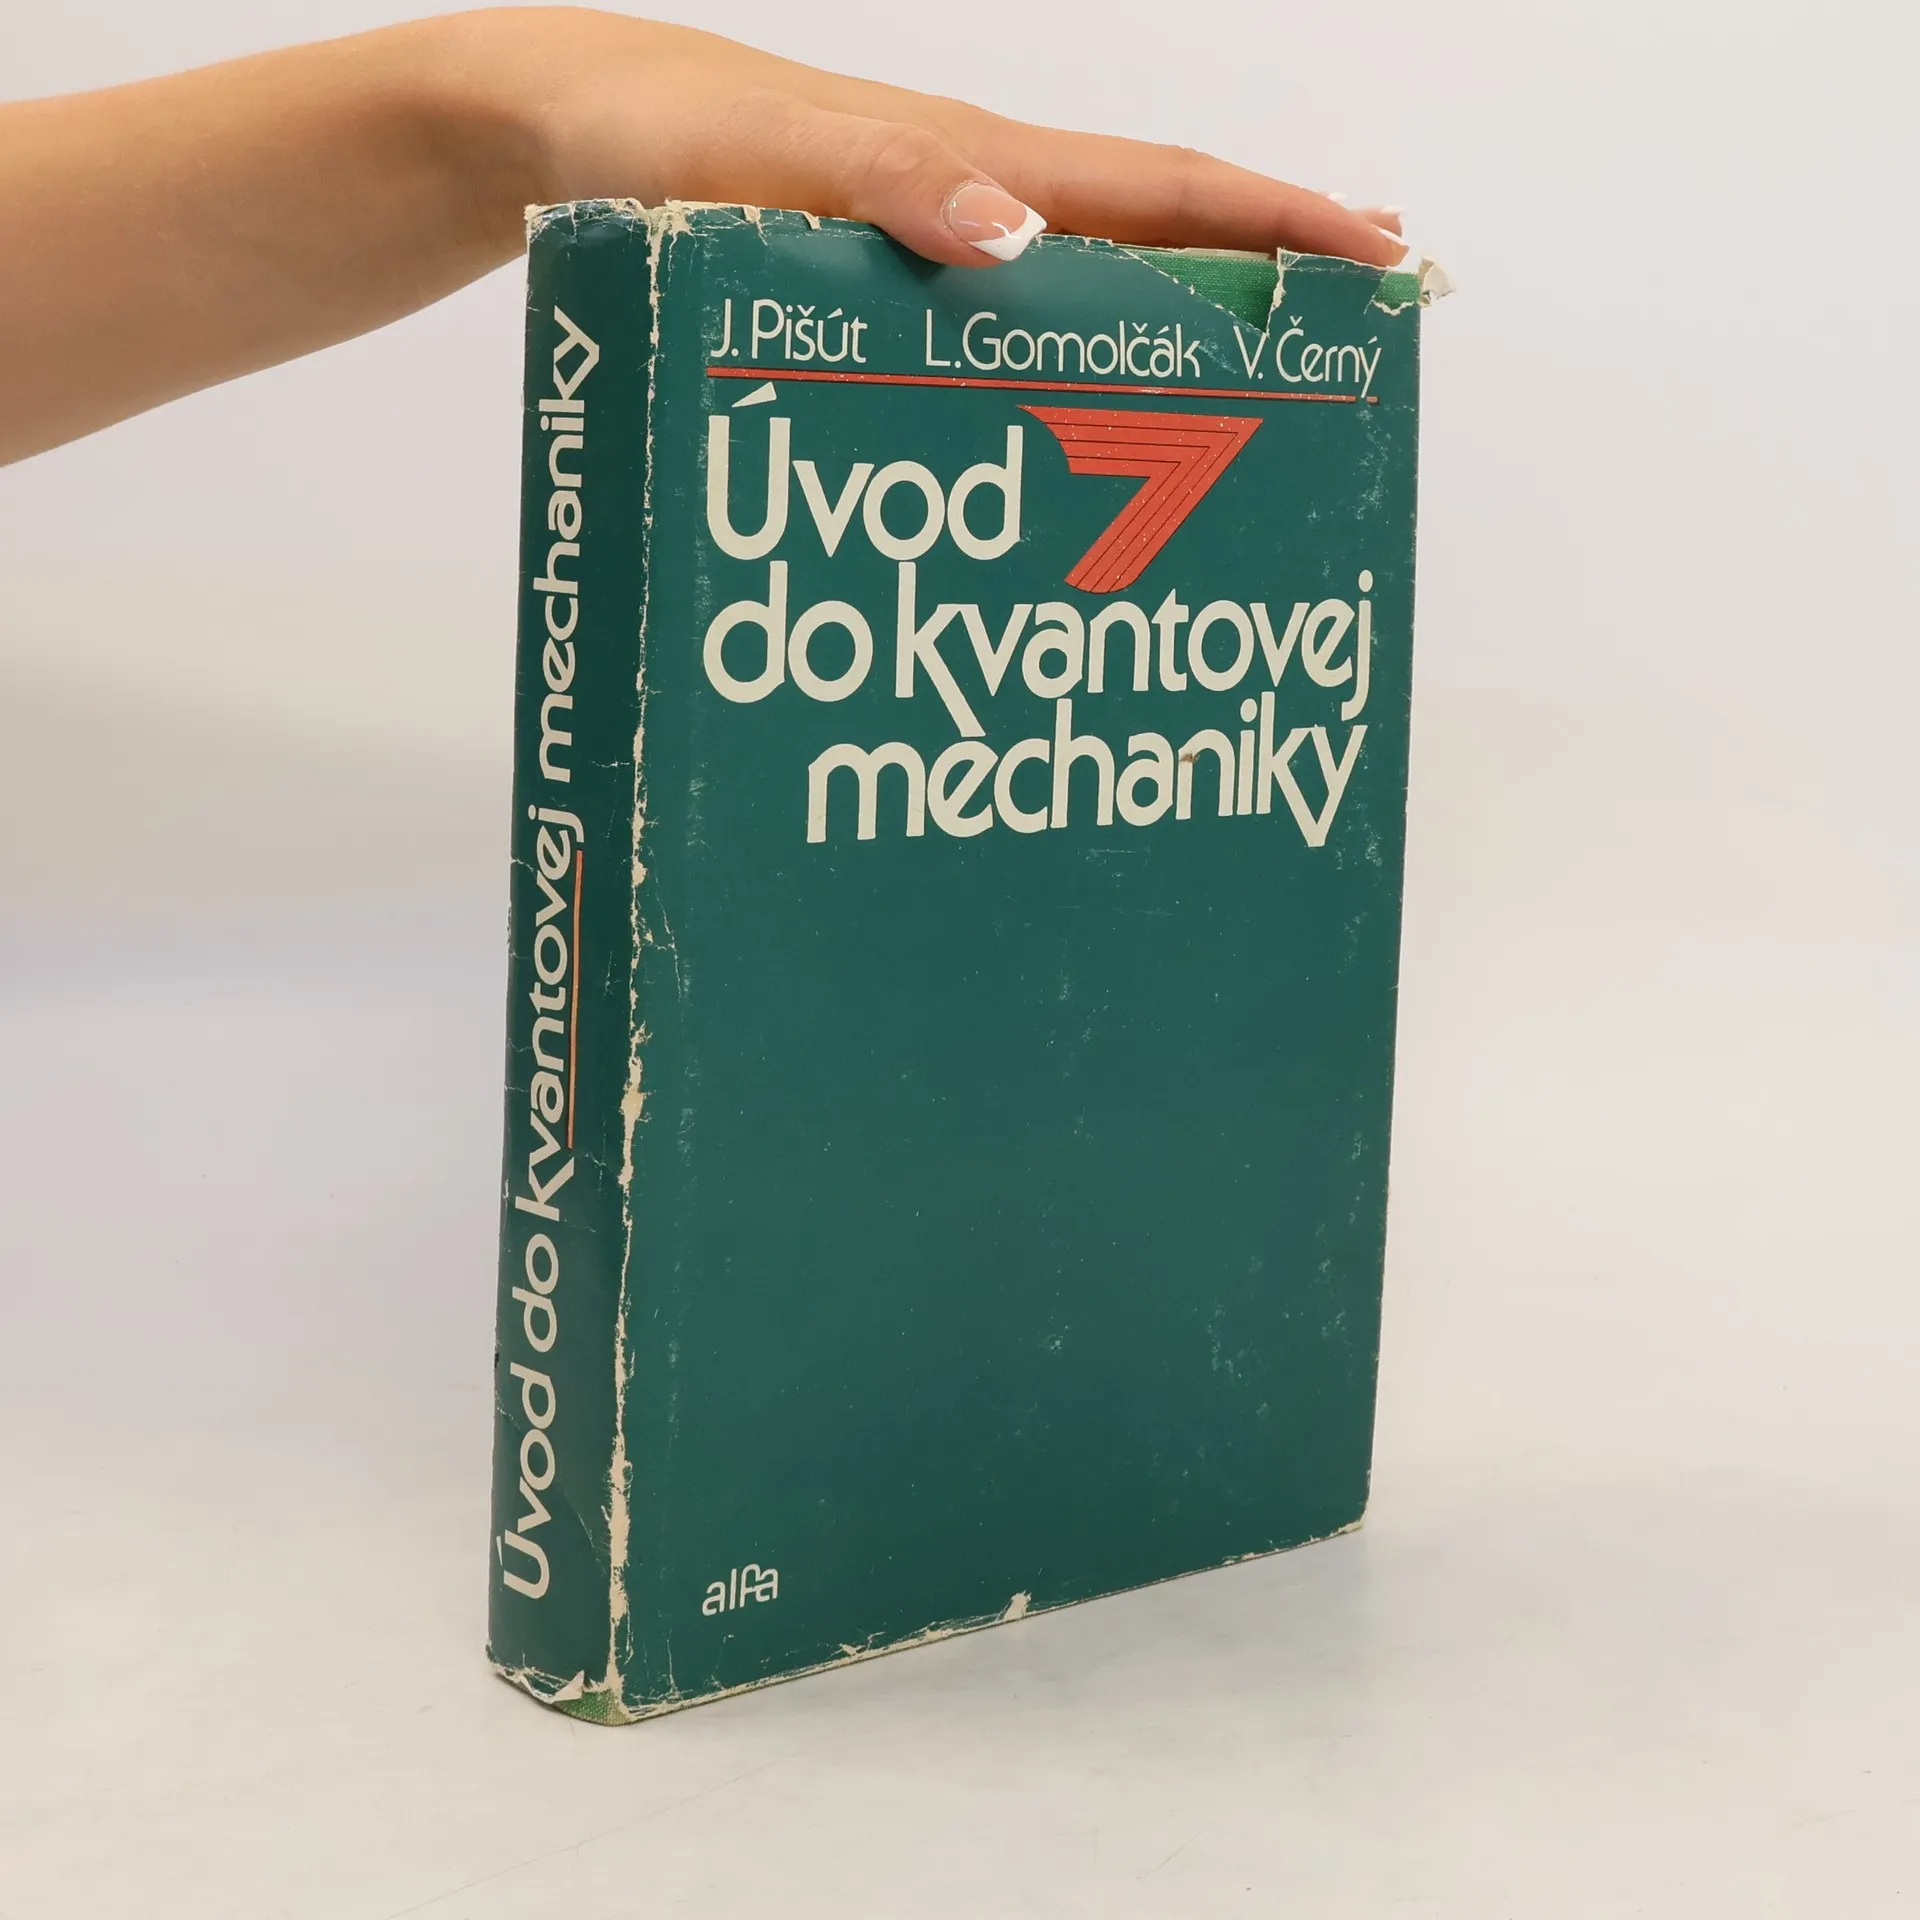 J. Pišút L. Gomolčák V. Černý
Úvod
do kvantovej
mechaniky
alfa
Úvod do kvantovej mechaniky